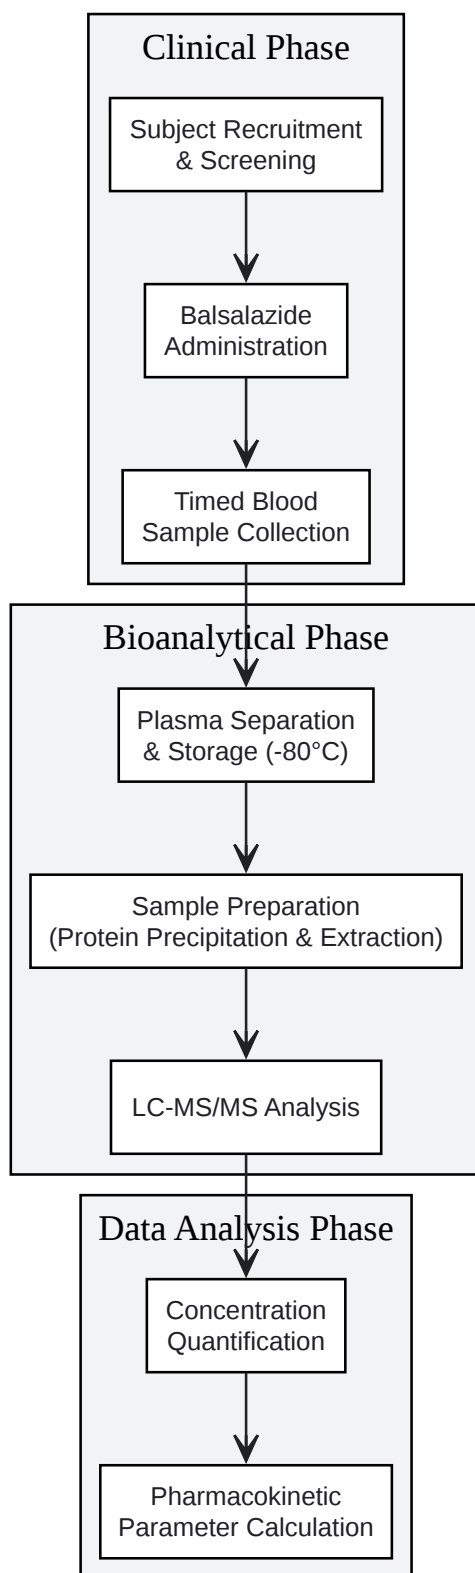 Clinical Phase
Subject Recruitment
& Screening
Balsalazide
Administration
Timed Blood
Sample Collection
Bioanalytical Phase
Plasma Separation
& Storage (-80°C)
Sample Preparation
(Protein Precipitation & Extraction)
LC-MS/MS Analysis
Data Analysis Phase
Concentration
Quantification
Pharmacokinetic
Parameter Calculation